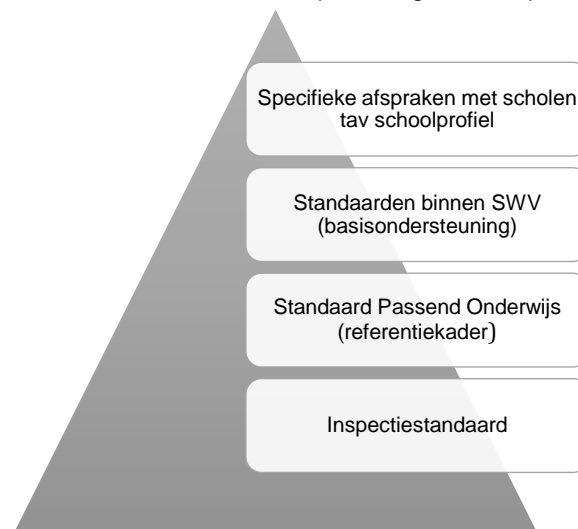 Specifieke afspraken met scholen
tav schoolprofiel
Standaarden binnen SWV
(basisondersteuning)
Standaard Passend Onderwijs
(referentiekader)
Inspectiestandaard